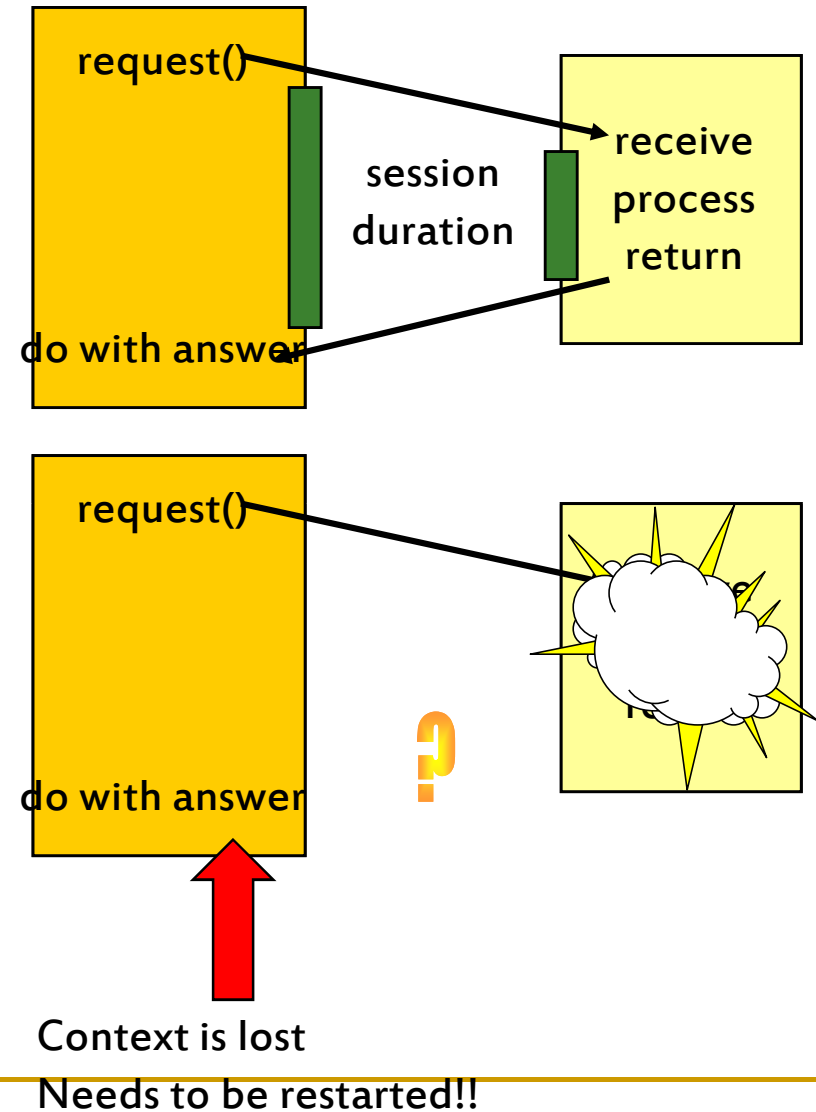 request()
receive
session
process
duration
return
do with answer
request()
?
do with answer
Context is lost
Needs to be restarted!!